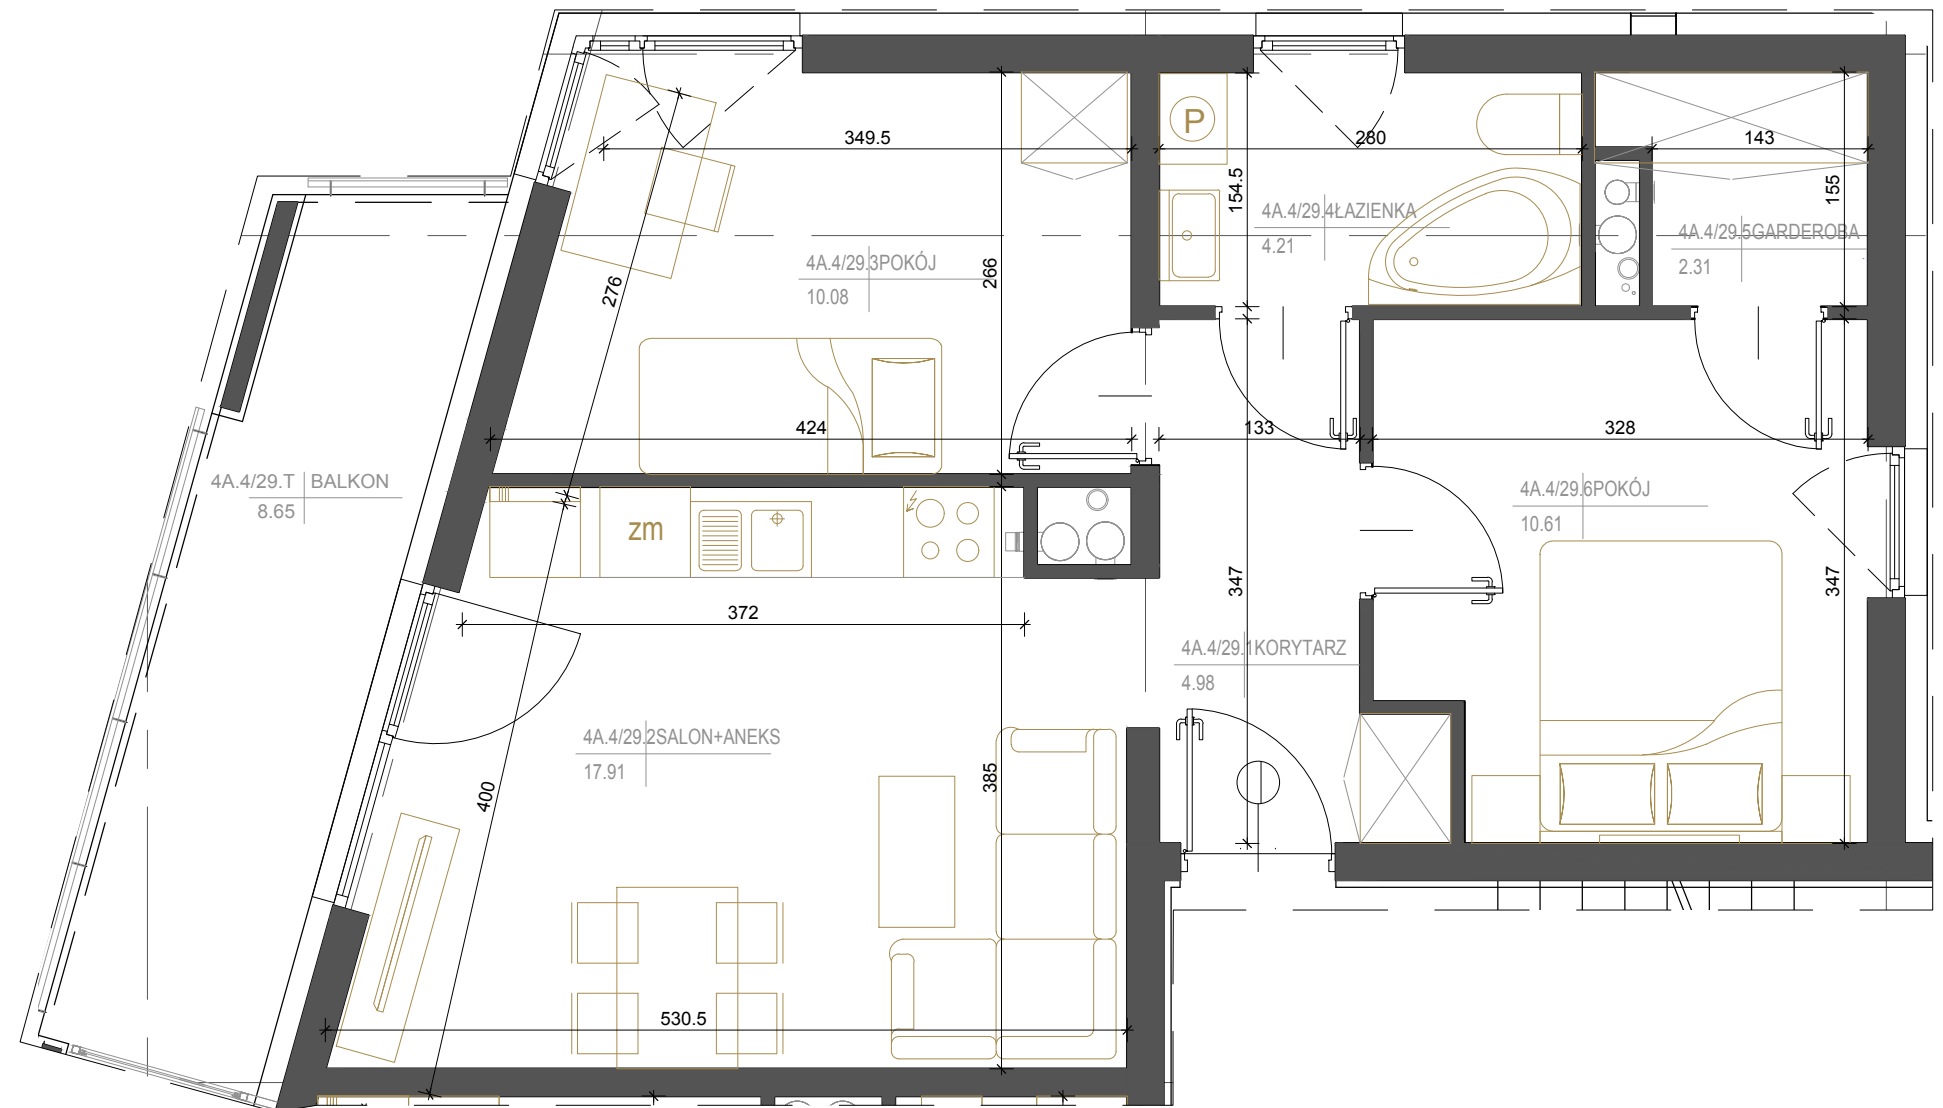 349.5
P
280
143
154.5
155
4A.4/29.4ŁAZIENKA
4.21
4A.4/29.5GARDEROBA
2.31
4A.4/29.3POKÓJ
10.08
266
276
424
133
328
4A.4/29.T BALKON
8.65
4A.4/29.6POKÓJ
10.61
zm
372
347
347
4A.4/29.1KORYTARZ
4.98
4A.4/29.2SALON+ANEKS
17.91
385
400
530.5